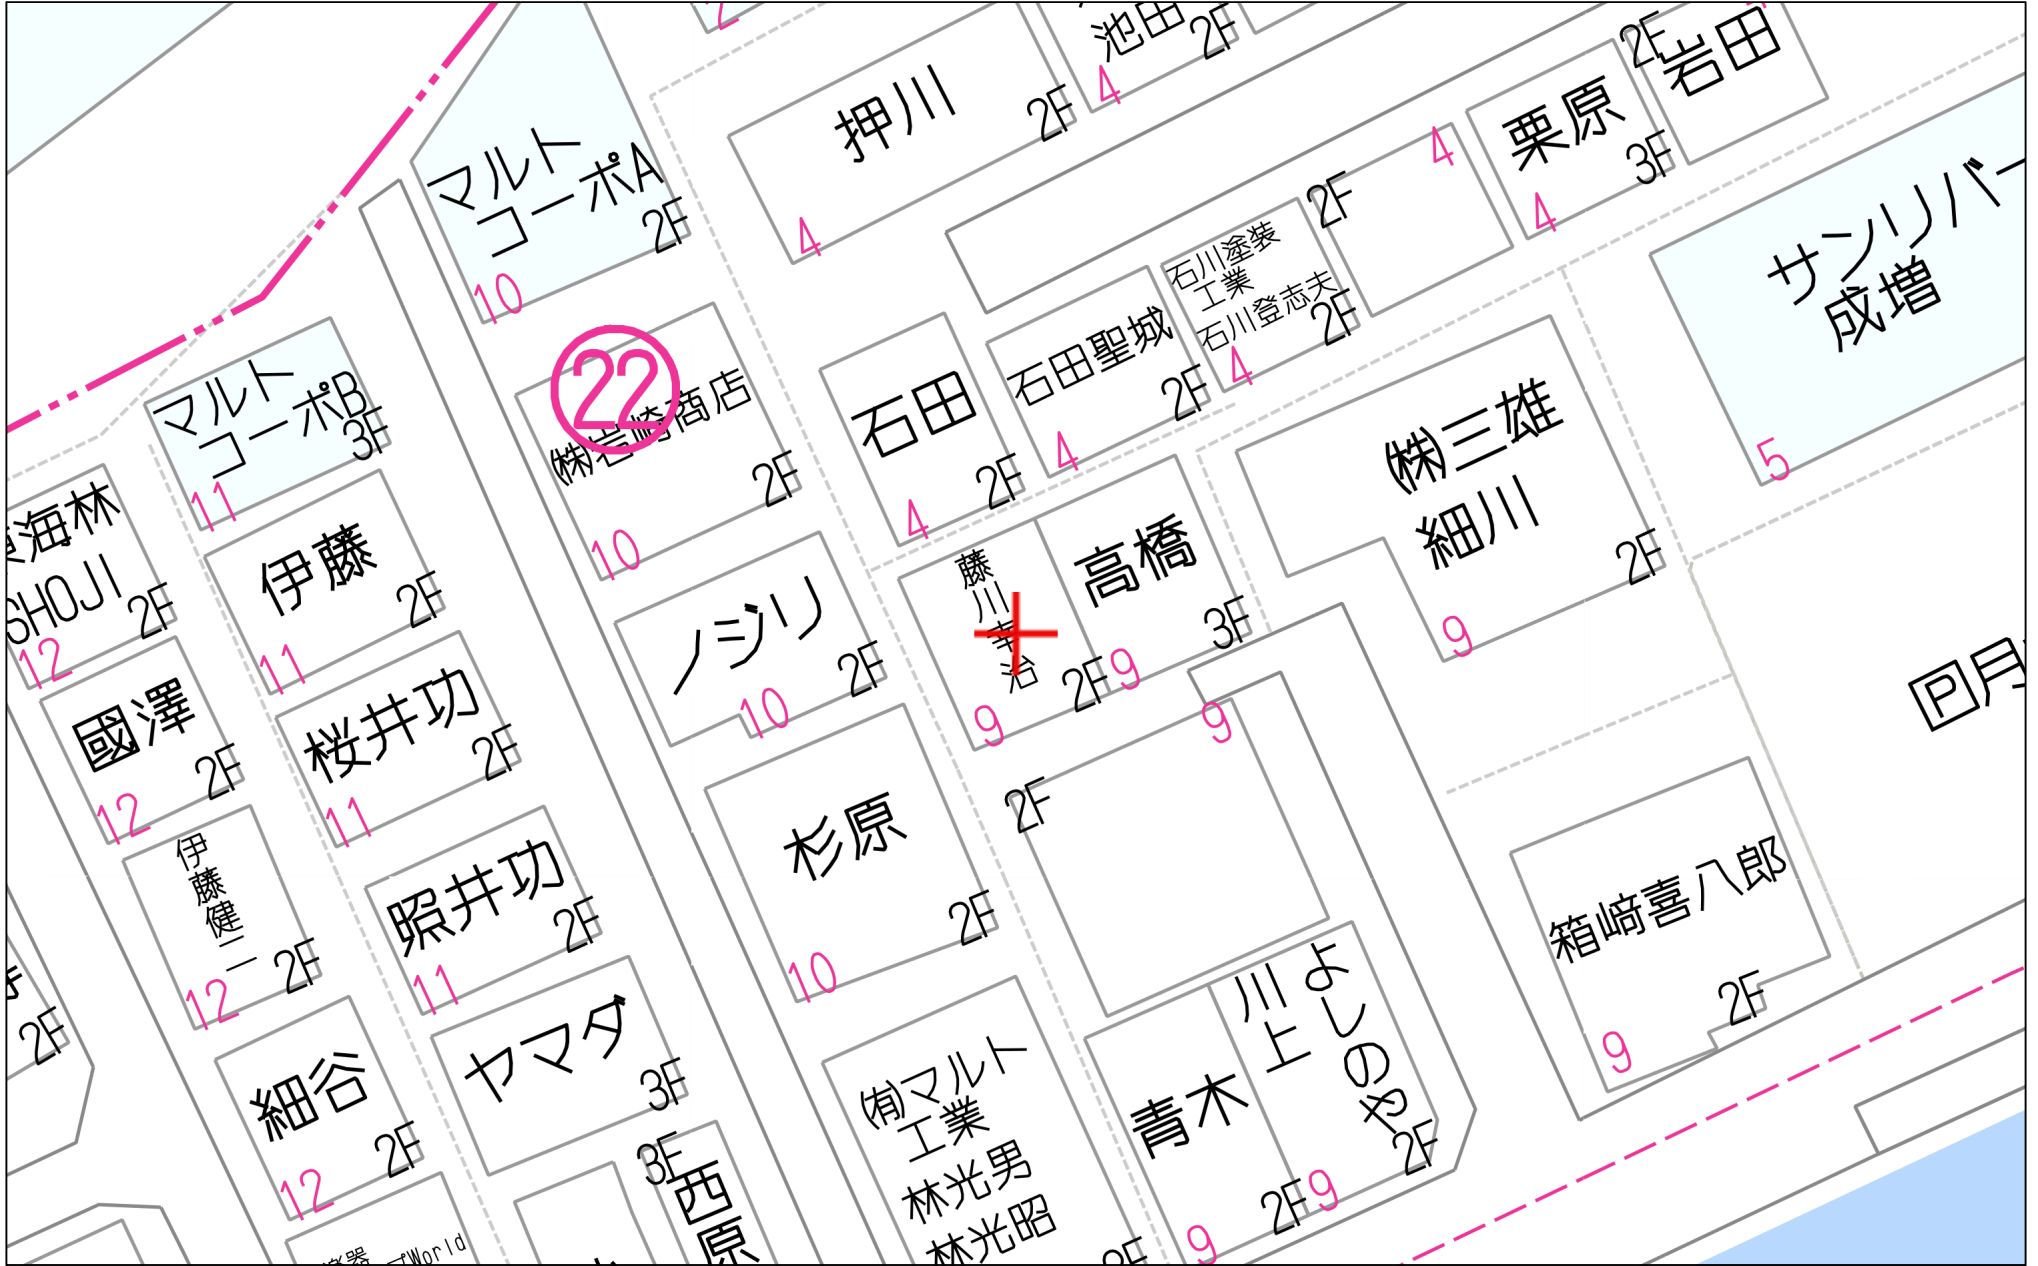 池田
2F
4
押川
2F
4
岩田
2F
栗原
3F
4
4
2F
マルト
コーポA
2F
10
石川塗装
工業
石川登志夫
2F
4
サンリバー
成増
5
22
㈱岩崎商店
2F
10
石田聖城
2F
4
石田
2F
4
マルト
コーポB
3F
11
㈱三雄
細川
2F
9
海林
SHOJI
2F
12
伊藤
2F
11
高橋
3F
9
藤川幸治
2F
9
ノジリ
2F
10
國澤
2F
12
桜井功
2F
11
9
2F
杉原
2F
10
箱﨑喜八郎
2F
9
伊藤健二
2F
12
照井功
2F
11
2F
細谷
2F
12
ヤマダ
3F
川上
よしのや
2F
9
青木
2F
9
㈲マルト
工業
林光男
林光昭
2F
3F
西原
楽器
World